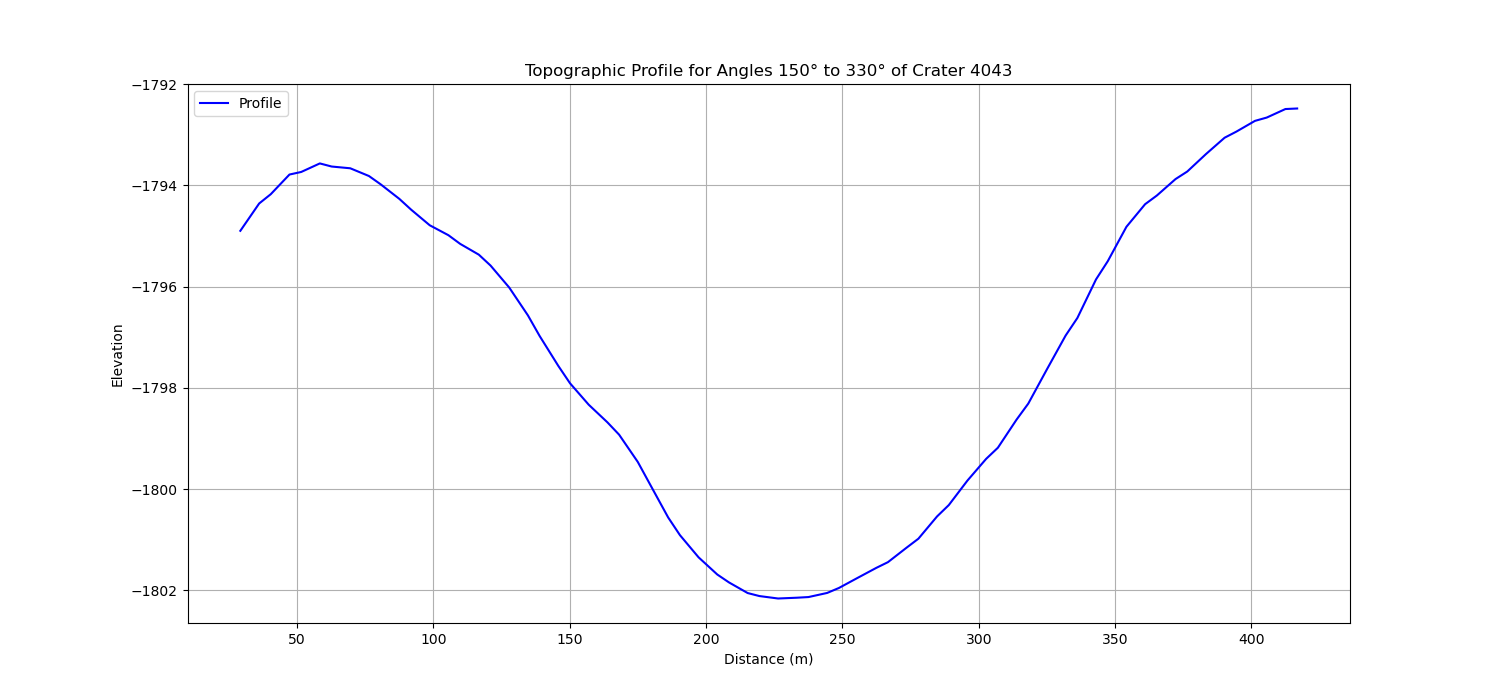 Topographic Profile for Angles 150° to 330° of Crater 4043
Profile
−1792
−1794
−1796
−1798
−1800
−1802
Elevation
50 100 150 200 250 300 350 400
Distance (m)